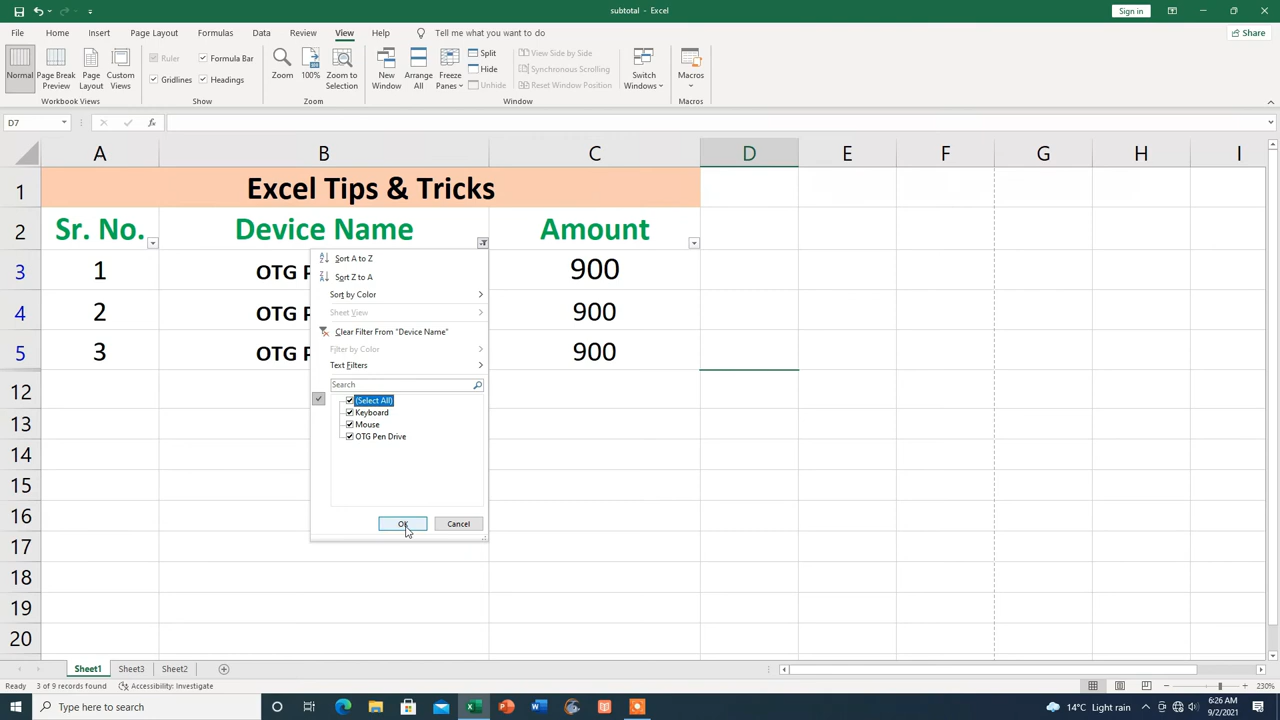 subtotal - Excel
Sign in
File Home Insert Page Layout Formulas Data Review View Help Tell me what you want to do Share
Normal
Page Break Preview
Page Layout
Custom Views
Workbook Views
Ruler
Formula Bar
Gridlines
Headings
Show
Zoom
100%
Zoom to Selection
Zoom
New Window
Arrange All
Freeze Panes
Split
Hide
Unhide
View Side by Side
Synchronous Scrolling
Reset Window Position
Window
Switch Windows
Macros
Macros
D7 fx
A B C D E F G H I
1 Excel Tips & Tricks
2 Sr. No. Device Name Amount
3 1 OTG P 900
4 2 OTG P 900
5 3 OTG P 900
12
13
14
15
16
17
18
19
20
Sort A to Z
Sort Z to A
Sort by Color
Sheet View
Clear Filter From "Device Name"
Filter by Color
Text Filters
Search
(Select All)
Keyboard
Mouse
OTG Pen Drive
OK Cancel
Sheet1 Sheet3 Sheet2
Ready 3 of 9 records found Accessibility: Investigate 230%
Type here to search
14°C Light rain
6:26 AM
9/2/2021